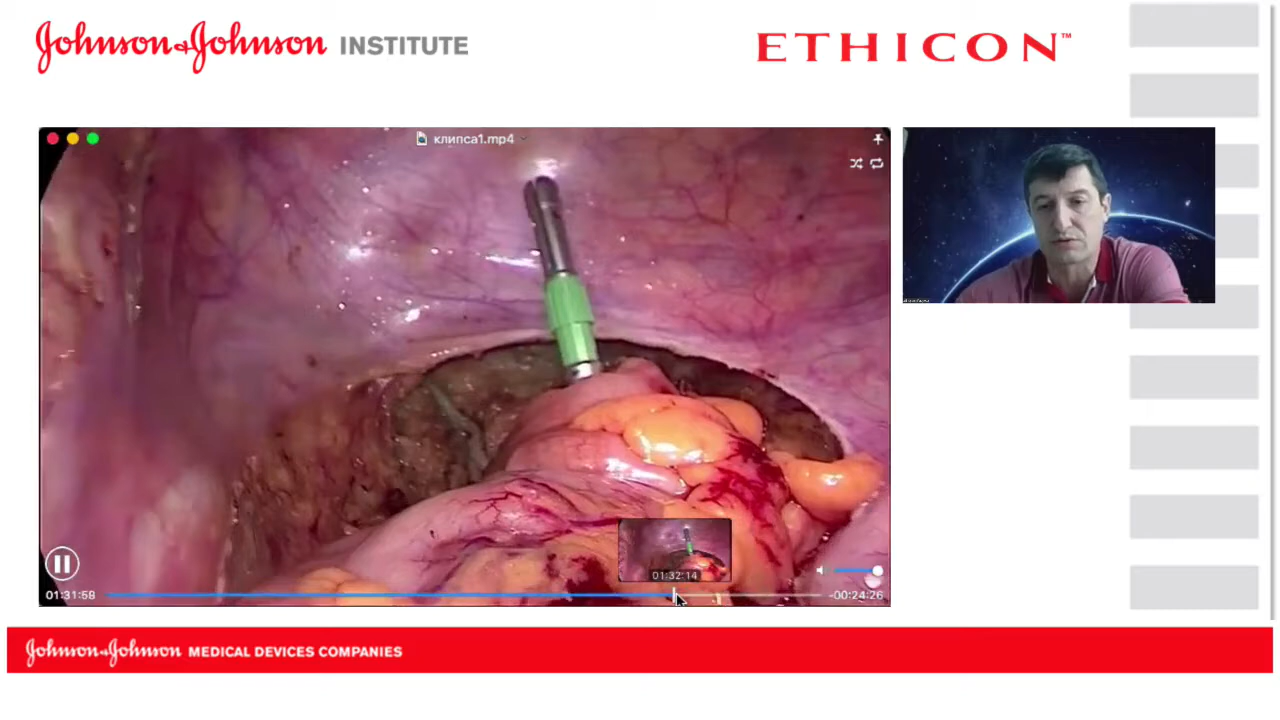 Johnson & Johnson INSTITUTE
ETHICON™
клипса1.mp4
01:32:14
01:31:58
-00:24:26
Johnson & Johnson MEDICAL DEVICES COMPANIES